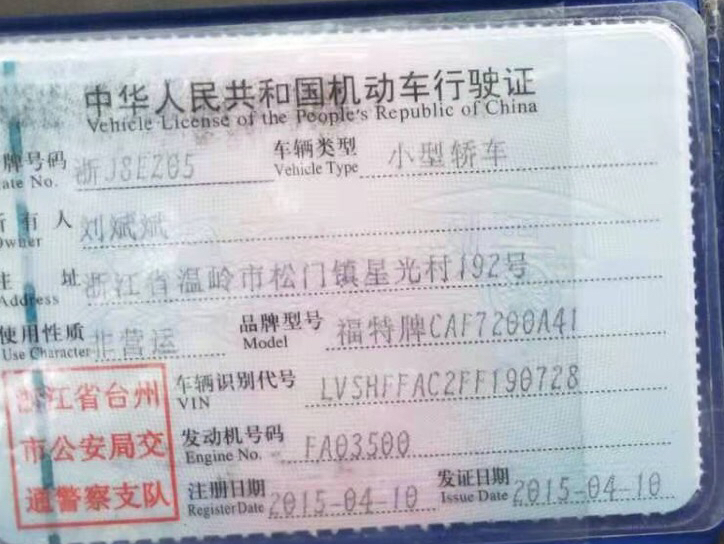 中华人民共和国机动车行驶证
Vehicle License of the People's Republic of China
牌号码 浙J8E205 车辆类型 小型轿车
ate No. Vehicle Type
所有人 刘斌斌
Owner
住 址 浙江省温岭市松门镇星光村192号
Address
使用性质 非营运 品牌型号 福特牌CAF7200A41
Use Character Model
浙江省台州 车辆识别代号 LVSHFFAC2FF190728
VIN
市公安局交 发动机号码 FA03500
Engine No.
通警察支队 注册日期 2015-04-10 发证日期 2015-04-10
Register Date Issue Date